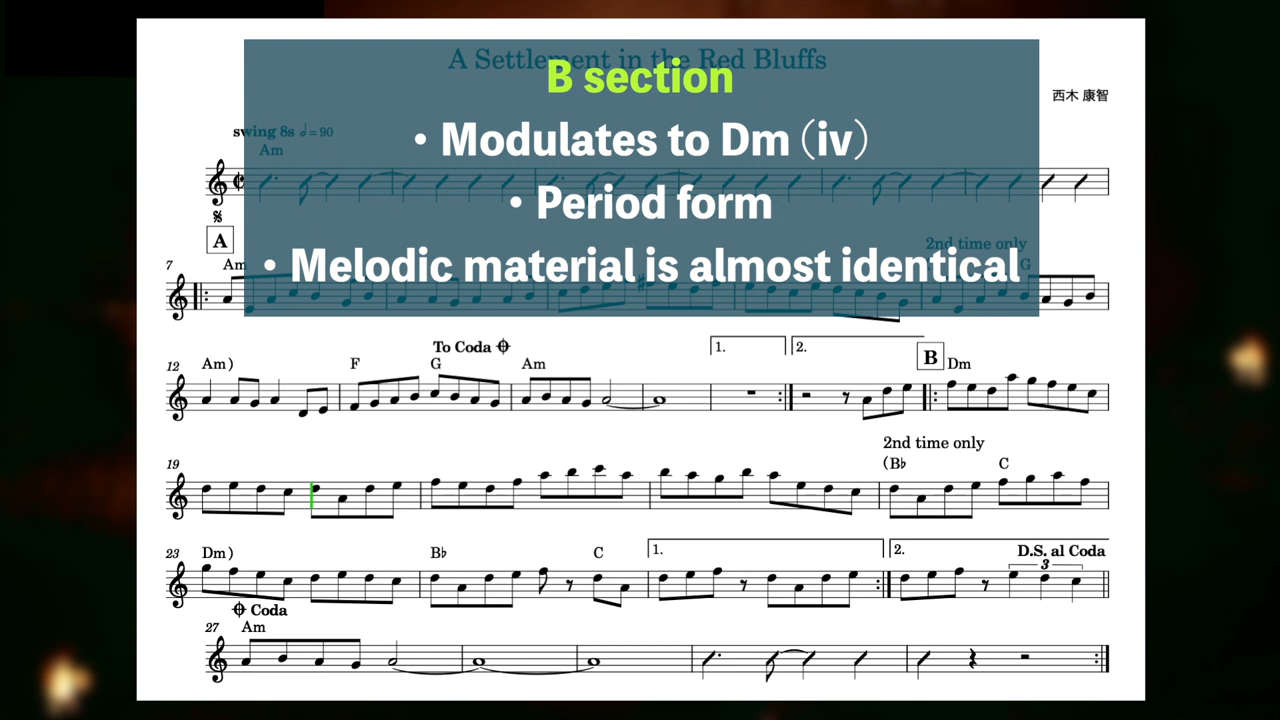 A Settlement in the Red Bluffs
B section
• Modulates to Dm (iv)
• Period form
• Melodic material is almost identical
西木 康智
swing 8s 𝅗𝅥 = 90
Am
A
2nd time only
7
Am
G
To Coda
12
Am)
F
G
Am
1.
2.
B
Dm
2nd time only
19
(B♭
C
23
Dm)
B♭
C
1.
2.
D.S. al Coda
3
Coda
27
Am